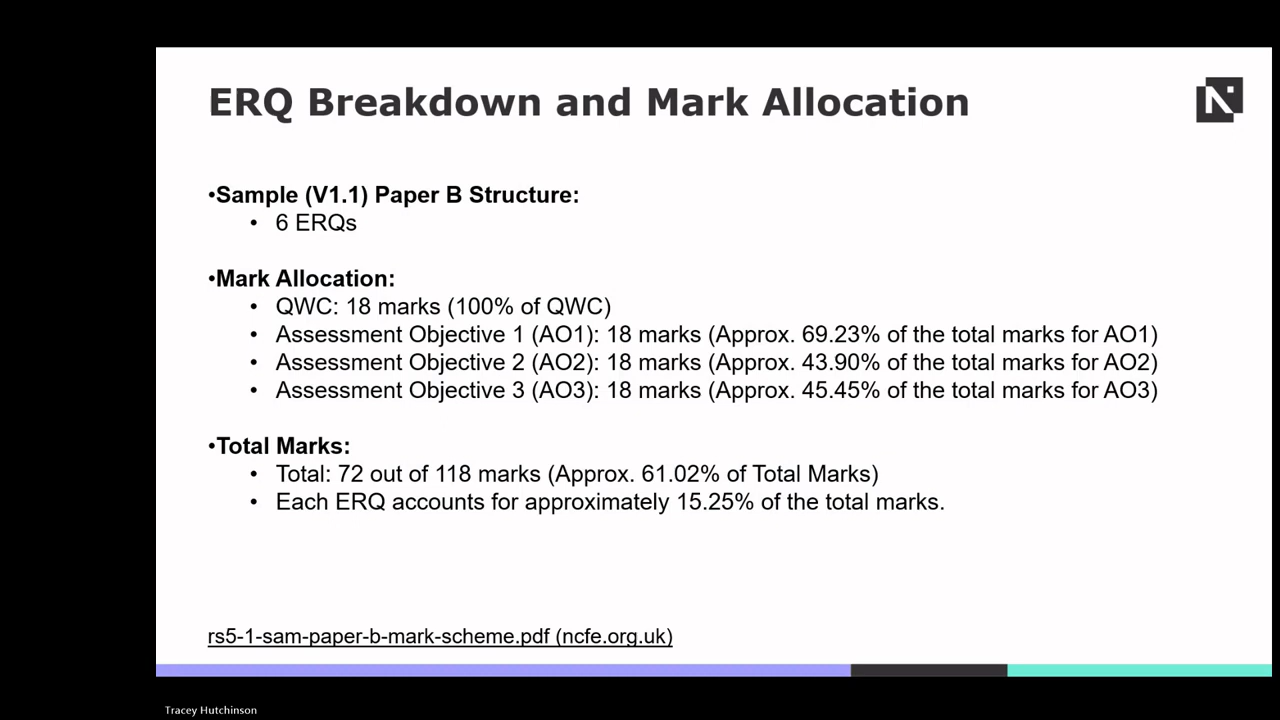 ERQ Breakdown and Mark Allocation
N
•Sample (V1.1) Paper B Structure:
• 6 ERQs
•Mark Allocation:
• QWC: 18 marks (100% of QWC)
• Assessment Objective 1 (AO1): 18 marks (Approx. 69.23% of the total marks for AO1)
• Assessment Objective 2 (AO2): 18 marks (Approx. 43.90% of the total marks for AO2)
• Assessment Objective 3 (AO3): 18 marks (Approx. 45.45% of the total marks for AO3)
•Total Marks:
• Total: 72 out of 118 marks (Approx. 61.02% of Total Marks)
• Each ERQ accounts for approximately 15.25% of the total marks.
rs5-1-sam-paper-b-mark-scheme.pdf (ncfe.org.uk)
Tracey Hutchinson